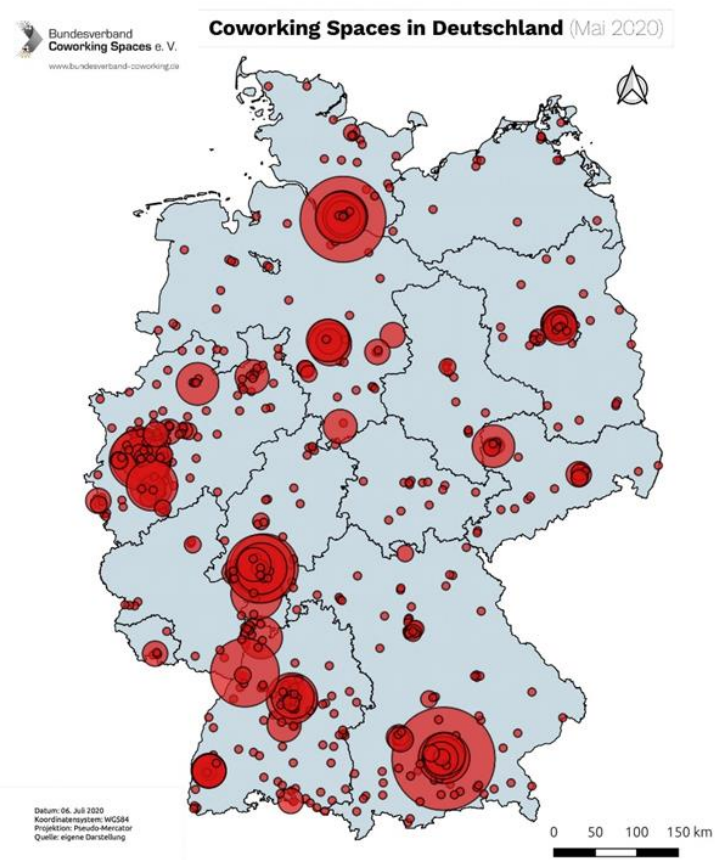 Bundesverband
Coworking Spaces e. V.
www.bundesverband-coworking.de
Coworking Spaces in Deutschland (Mai 2020)
Datum: 06. Juli 2020
Koordinatensystem: WGS84
Projektion: Pseudo-Mercator
Quelle: eigene Darstellung
0 50 100 150 km